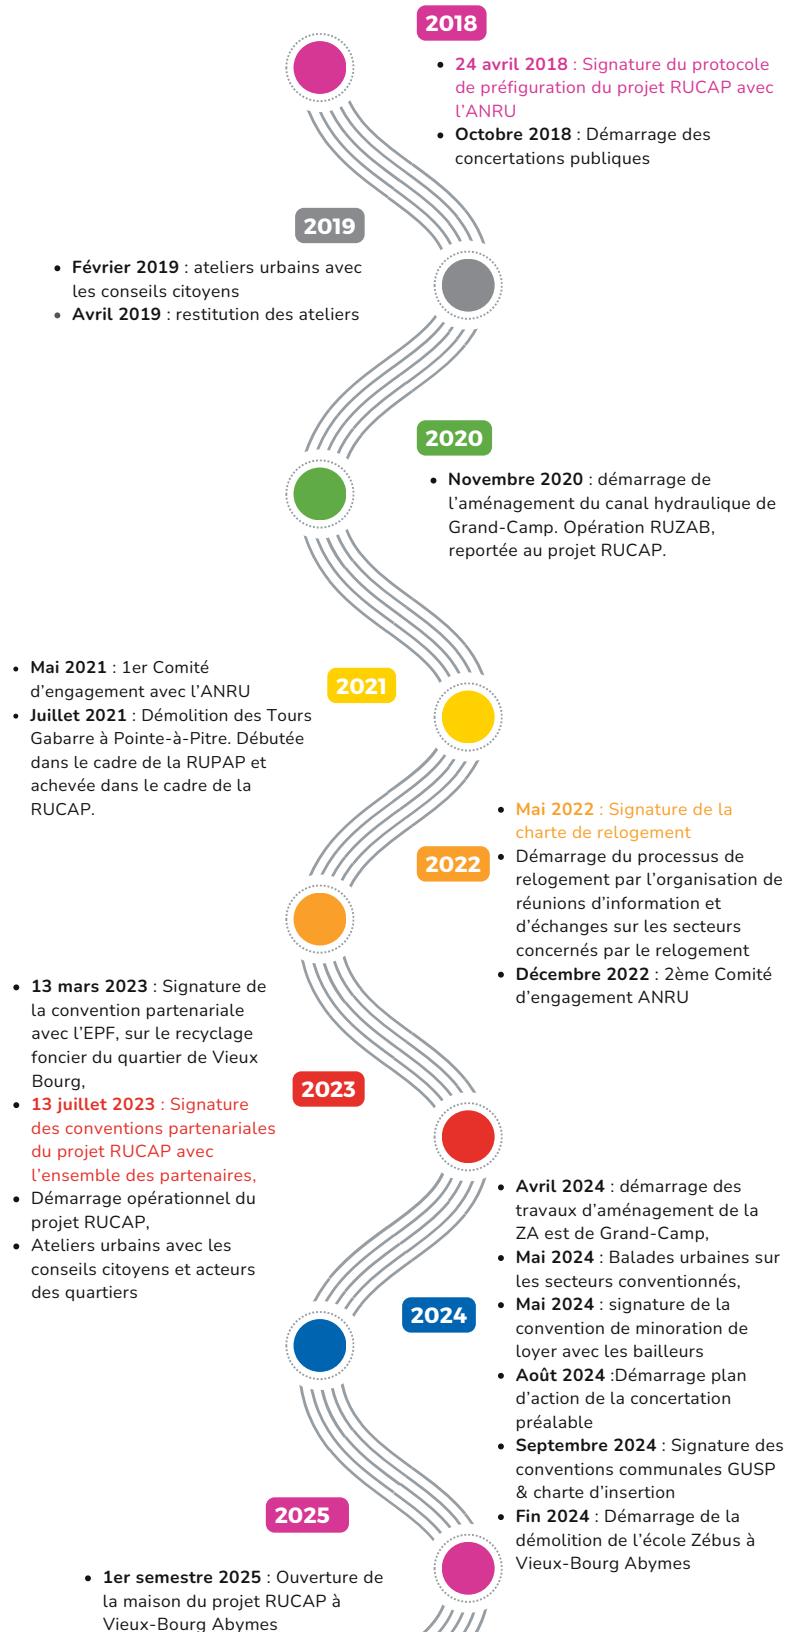 2018
• 24 avril 2018 : Signature du protocole
de préfiguration du projet RUCAP avec
l’ANRU
• Octobre 2018 : Démarrage des
concertations publiques
2019
• Février 2019 : ateliers urbains avec
les conseils citoyens
• Avril 2019 : restitution des ateliers
2020
• Novembre 2020 : démarrage de
l’aménagement du canal hydraulique de
Grand-Camp. Opération RUZAB,
reportée au projet RUCAP.
2021
• Mai 2021 : 1er Comité
d’engagement avec l’ANRU
• Juillet 2021 : Démolition des Tours
Gabarre à Pointe-à-Pitre. Débutée
dans le cadre de la RUPAP et
achevée dans le cadre de la
RUCAP.
2022
• Mai 2022 : Signature de la
charte de relogement
• Démarrage du processus de
relogement par l’organisation de
réunions d’information et
d’échanges sur les secteurs
concernés par le relogement
• Décembre 2022 : 2ème Comité
d’engagement ANRU
2023
• 13 mars 2023 : Signature de
la convention partenariale
avec l’EPF, sur le recyclage
foncier du quartier de Vieux
Bourg,
• 13 juillet 2023 : Signature
des conventions partenariales
du projet RUCAP avec
l’ensemble des partenaires,
• Démarrage opérationnel du
projet RUCAP,
• Ateliers urbains avec les
conseils citoyens et acteurs
des quartiers
2024
• Avril 2024 : démarrage des
travaux d’aménagement de la
ZA est de Grand-Camp,
• Mai 2024 : Balades urbaines sur
les secteurs conventionnés,
• Mai 2024 : signature de la
convention de minoration de
loyer avec les bailleurs
• Août 2024 :Démarrage plan
d’action de la concertation
préalable
• Septembre 2024 : Signature des
conventions communales GUSP
& charte d’insertion
• Fin 2024 : Démarrage de la
démolition de l’école Zébus à
Vieux-Bourg Abymes
2025
• 1er semestre 2025 : Ouverture de
la maison du projet RUCAP à
Vieux-Bourg Abymes